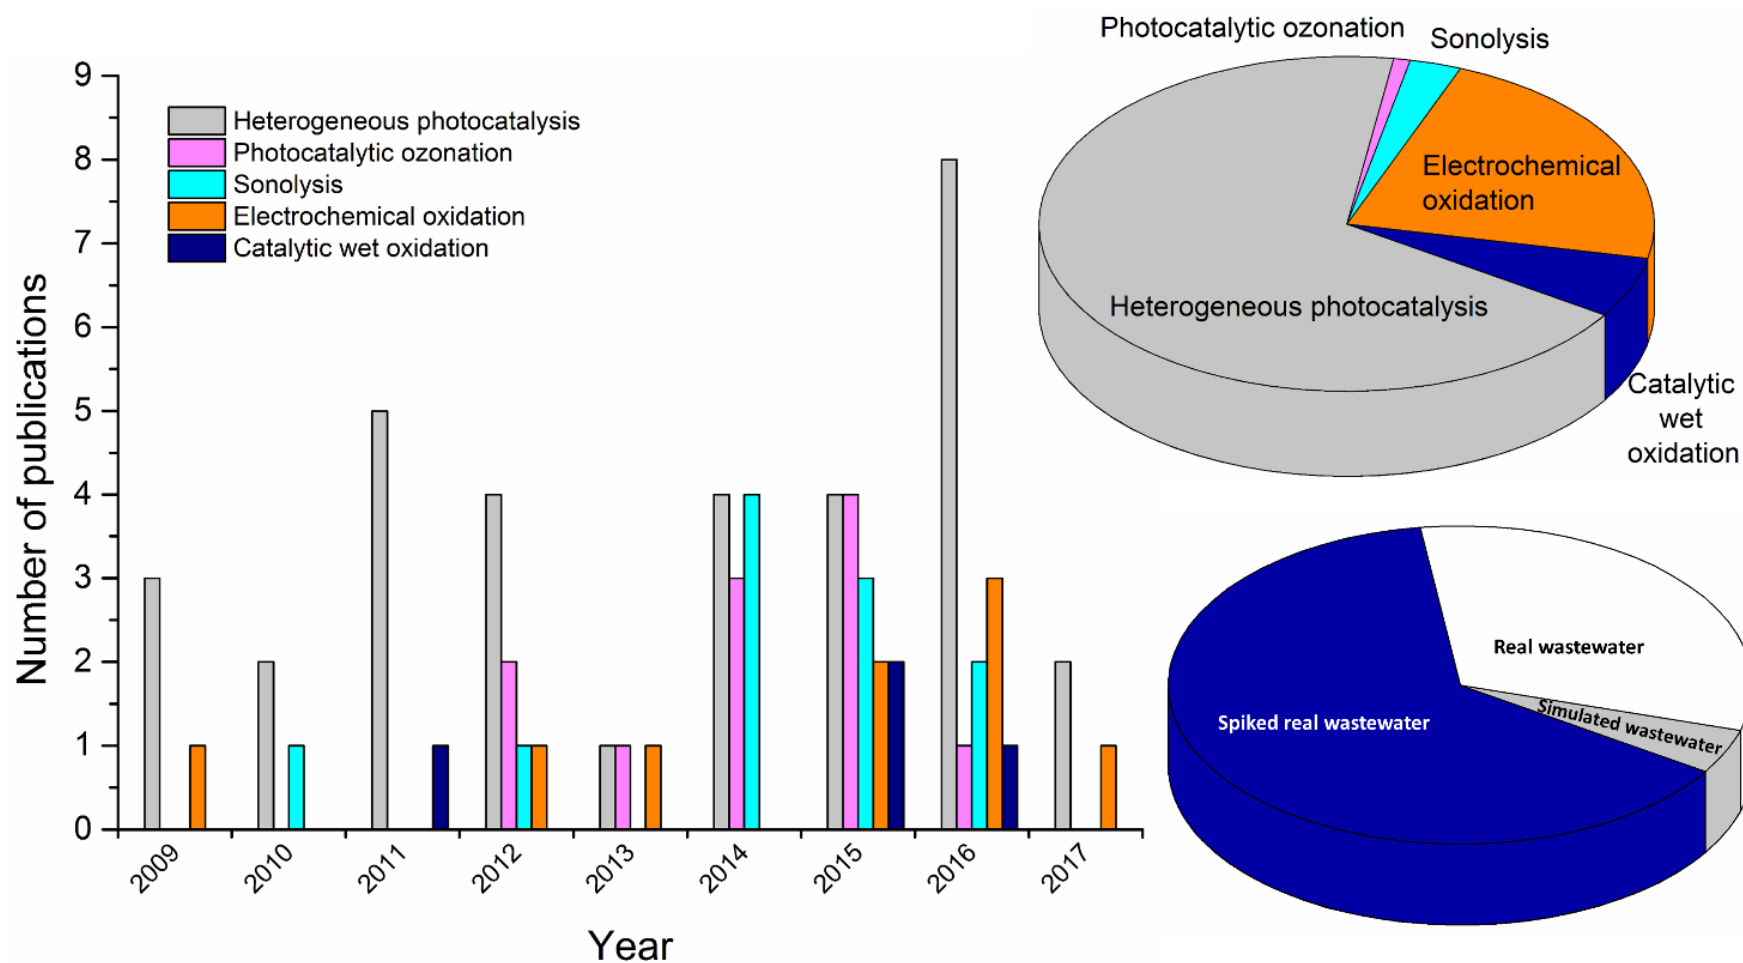 Number of publications
9
8
7
6
5
4
3
2
1
0
Heterogeneous photocatalysis
Photocatalytic ozonation
Sonolysis
Electrochemical oxidation
Catalytic wet oxidation
2009
2010
2011
2012
2013
2014
2015
2016
2017
Year
Photocatalytic ozonation
Sonolysis
Electrochemical
oxidation
Heterogeneous photocatalysis
Catalytic
wet
oxidation
Real wastewater
Simulated wastewater
Spiked real wastewater